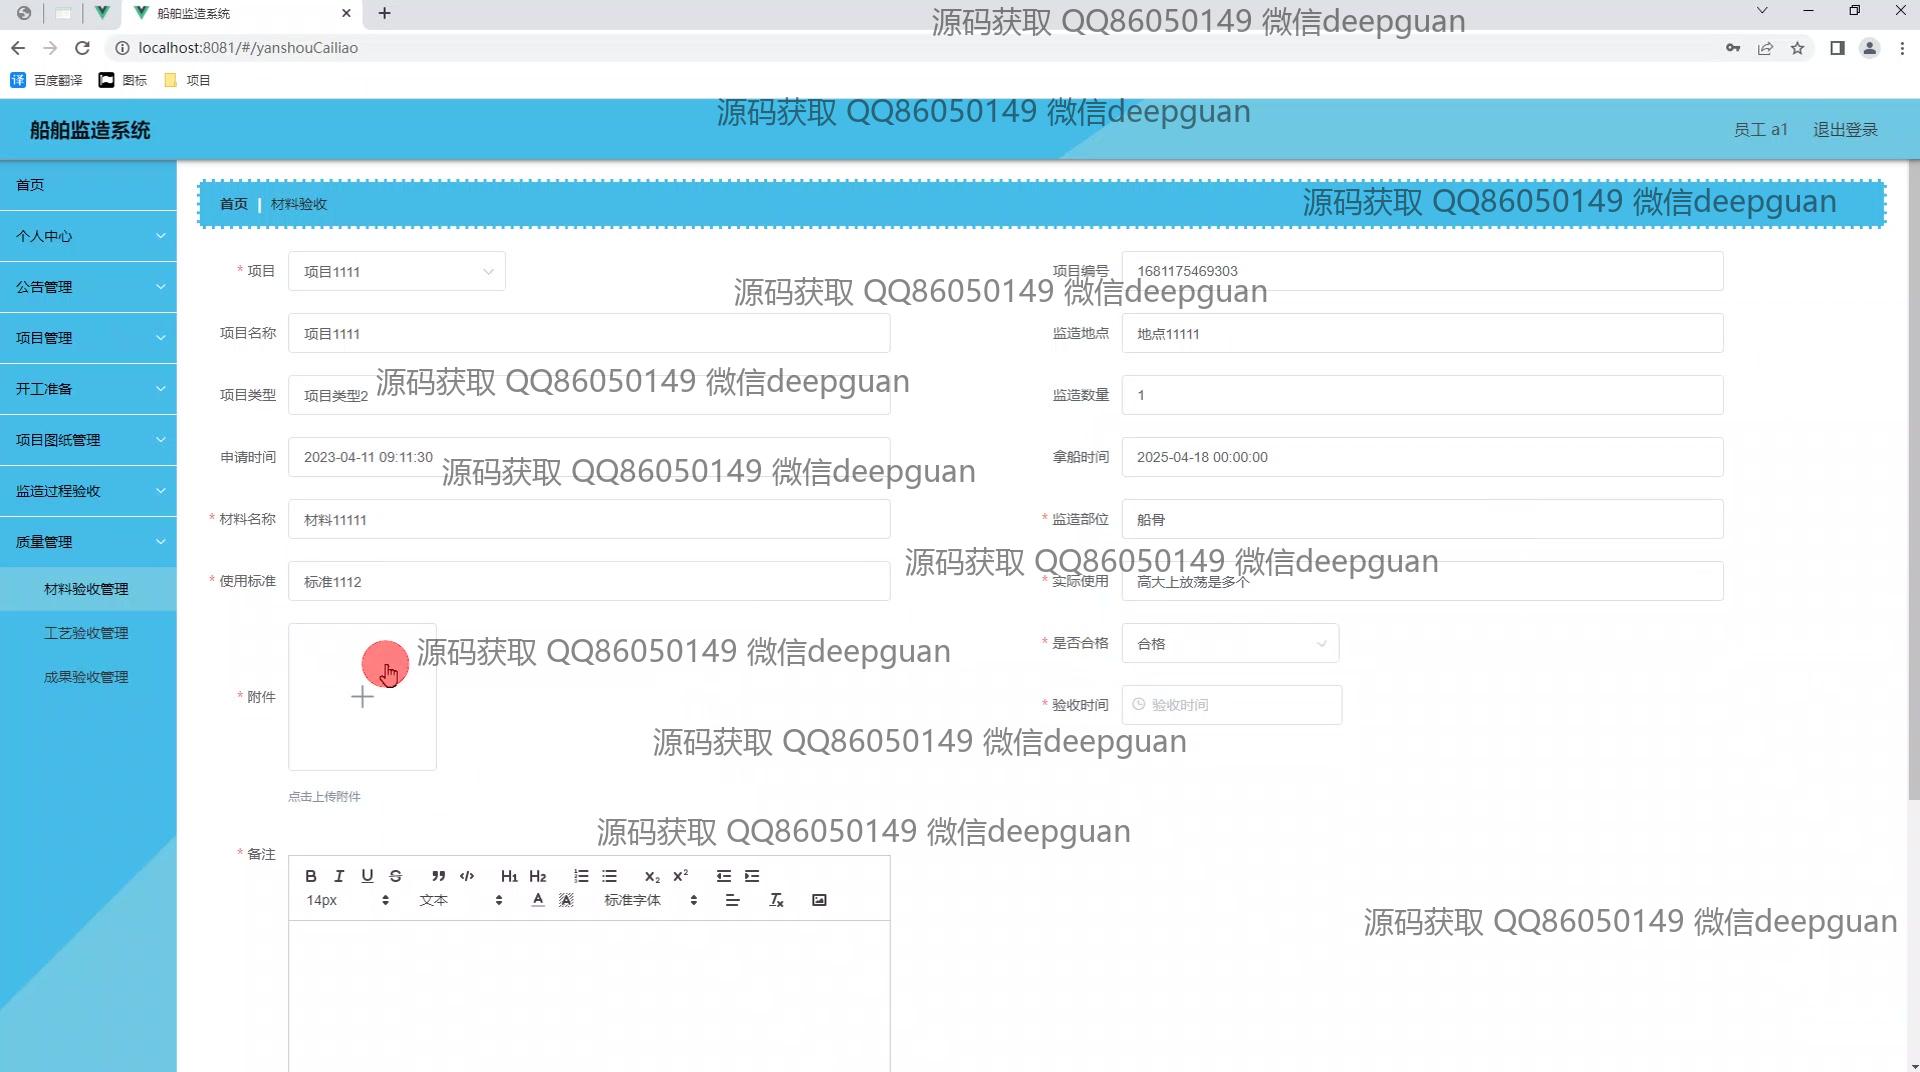 船舶监造系统
源码获取 QQ86050149 微信deepguan
localhost:8081/#/yanshouCailiao
百度翻译 图标 项目
源码获取 QQ86050149 微信deepguan
船舶监造系统
员工 a1 退出登录
首页
个人中心
公告管理
项目管理
开工准备
项目图纸管理
监造过程验收
质量管理
材料验收管理
工艺验收管理
成果验收管理
首页 | 材料验收
源码获取 QQ86050149 微信deepguan
* 项目 项目1111
项目编号 1681175469303
源码获取 QQ86050149 微信deepguan
项目名称 项目1111
监造地点 地点11111
项目类型 项目类型2
源码获取 QQ86050149 微信deepguan
监造数量 1
申请时间 2023-04-11 09:11:30
源码获取 QQ86050149 微信deepguan
拿船时间 2025-04-18 00:00:00
* 材料名称 材料11111
* 监造部位 船骨
源码获取 QQ86050149 微信deepguan
* 使用标准 标准1112
* 实际使用 高大上放荡是多个
源码获取 QQ86050149 微信deepguan
* 是否合格 合格
* 附件
* 验收时间 验收时间
源码获取 QQ86050149 微信deepguan
点击上传附件
源码获取 QQ86050149 微信deepguan
* 备注
B I U S H1 H2 x₂ x²
14px 文本 A A 标准字体 Tx
源码获取 QQ86050149 微信deepguan